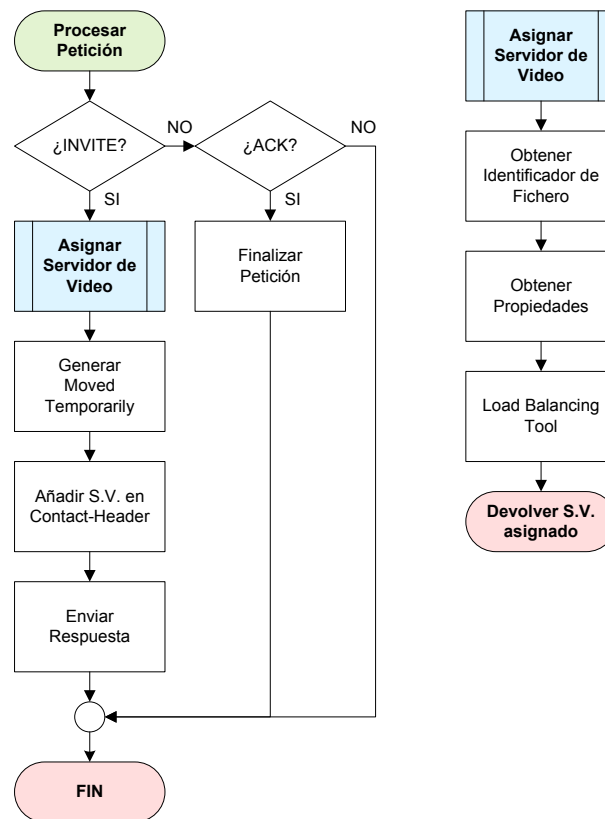 Procesar
Petición
¿INVITE?
NO
¿ACK?
NO
SI
SI
Asignar
Servidor de
Video
Finalizar
Petición
Generar
Moved
Temporarily
Añadir S.V. en
Contact-Header
Enviar
Respuesta
FIN
Asignar
Servidor de
Video
Obtener
Identificador de
Fichero
Obtener
Propiedades
Load Balancing
Tool
Devolver S.V.
asignado